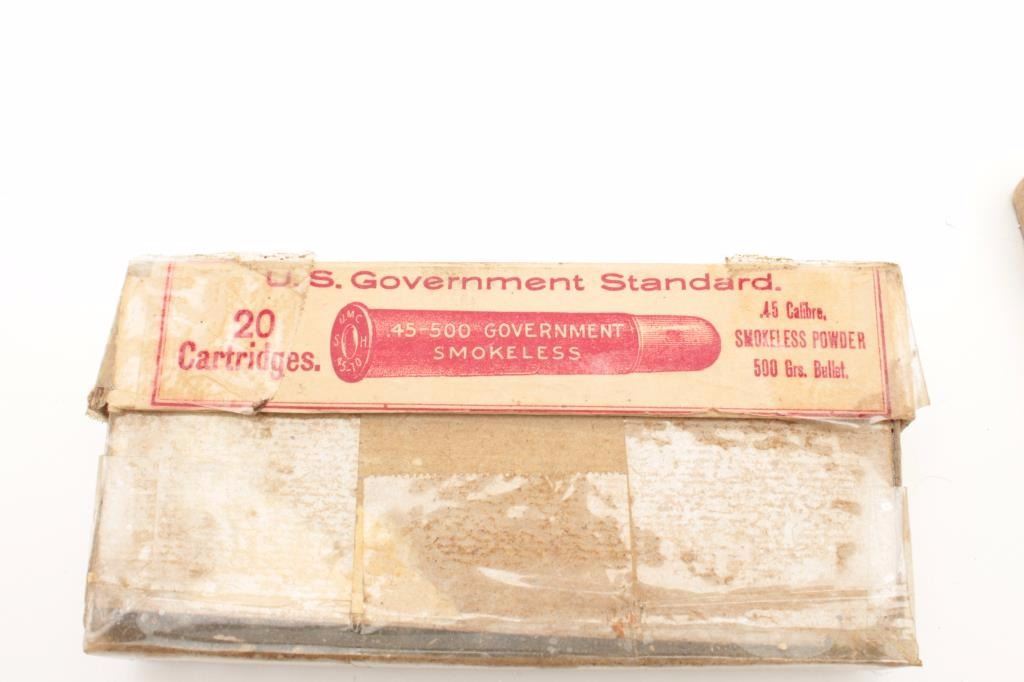 U.S. Government Standard.
20
Cartridges.
U M C
S H
45-70
45-500 GOVERNMENT
SMOKELESS
.45 Calibre.
SMOKELESS POWDER
500 Grs. Bullet.